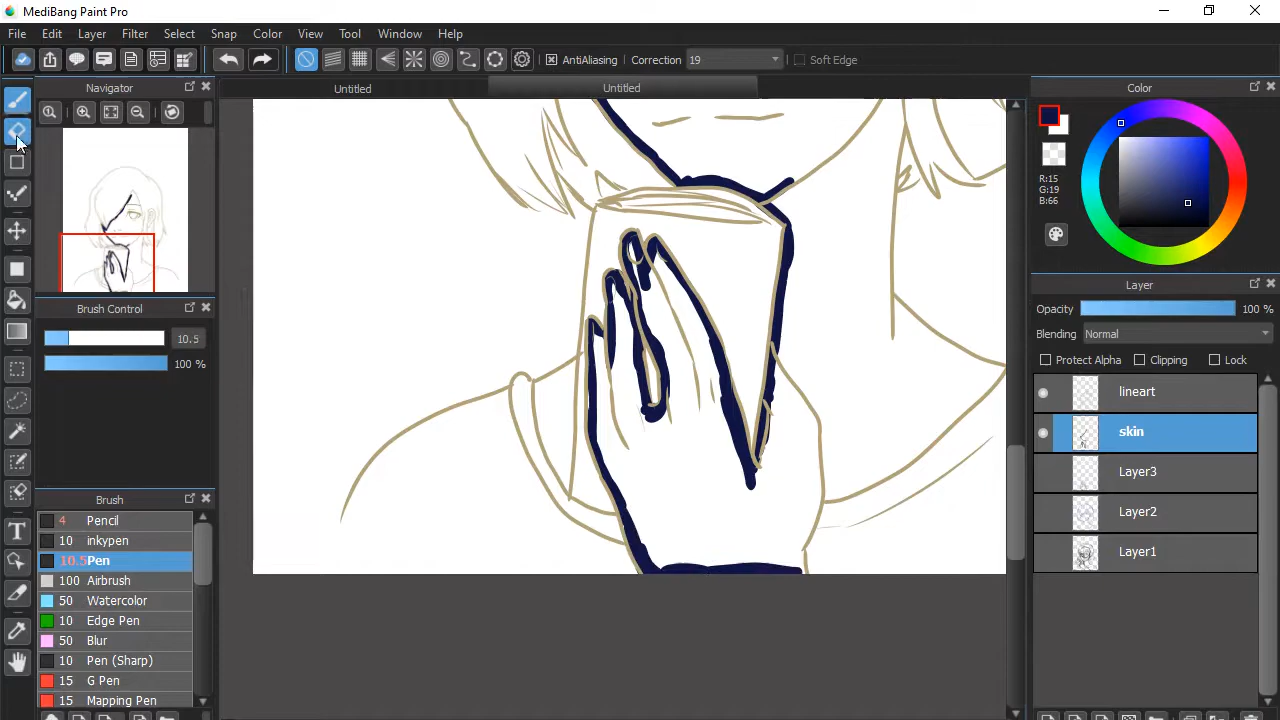 MediBang Paint Pro
File Edit Layer Filter Select Snap Color View Tool Window Help
AntiAliasing Correction 19 Soft Edge
Navigator
Untitled Untitled
Color
R:15
G:19
B:66
Brush Control
10.5
100 %
Layer
Opacity 100 %
Blending Normal
Protect Alpha Clipping Lock
lineart
skin
Layer3
Layer2
Layer1
Brush
4 Pencil
10 inkypen
10.5 Pen
100 Airbrush
50 Watercolor
10 Edge Pen
50 Blur
10 Pen (Sharp)
15 G Pen
15 Mapping Pen
T